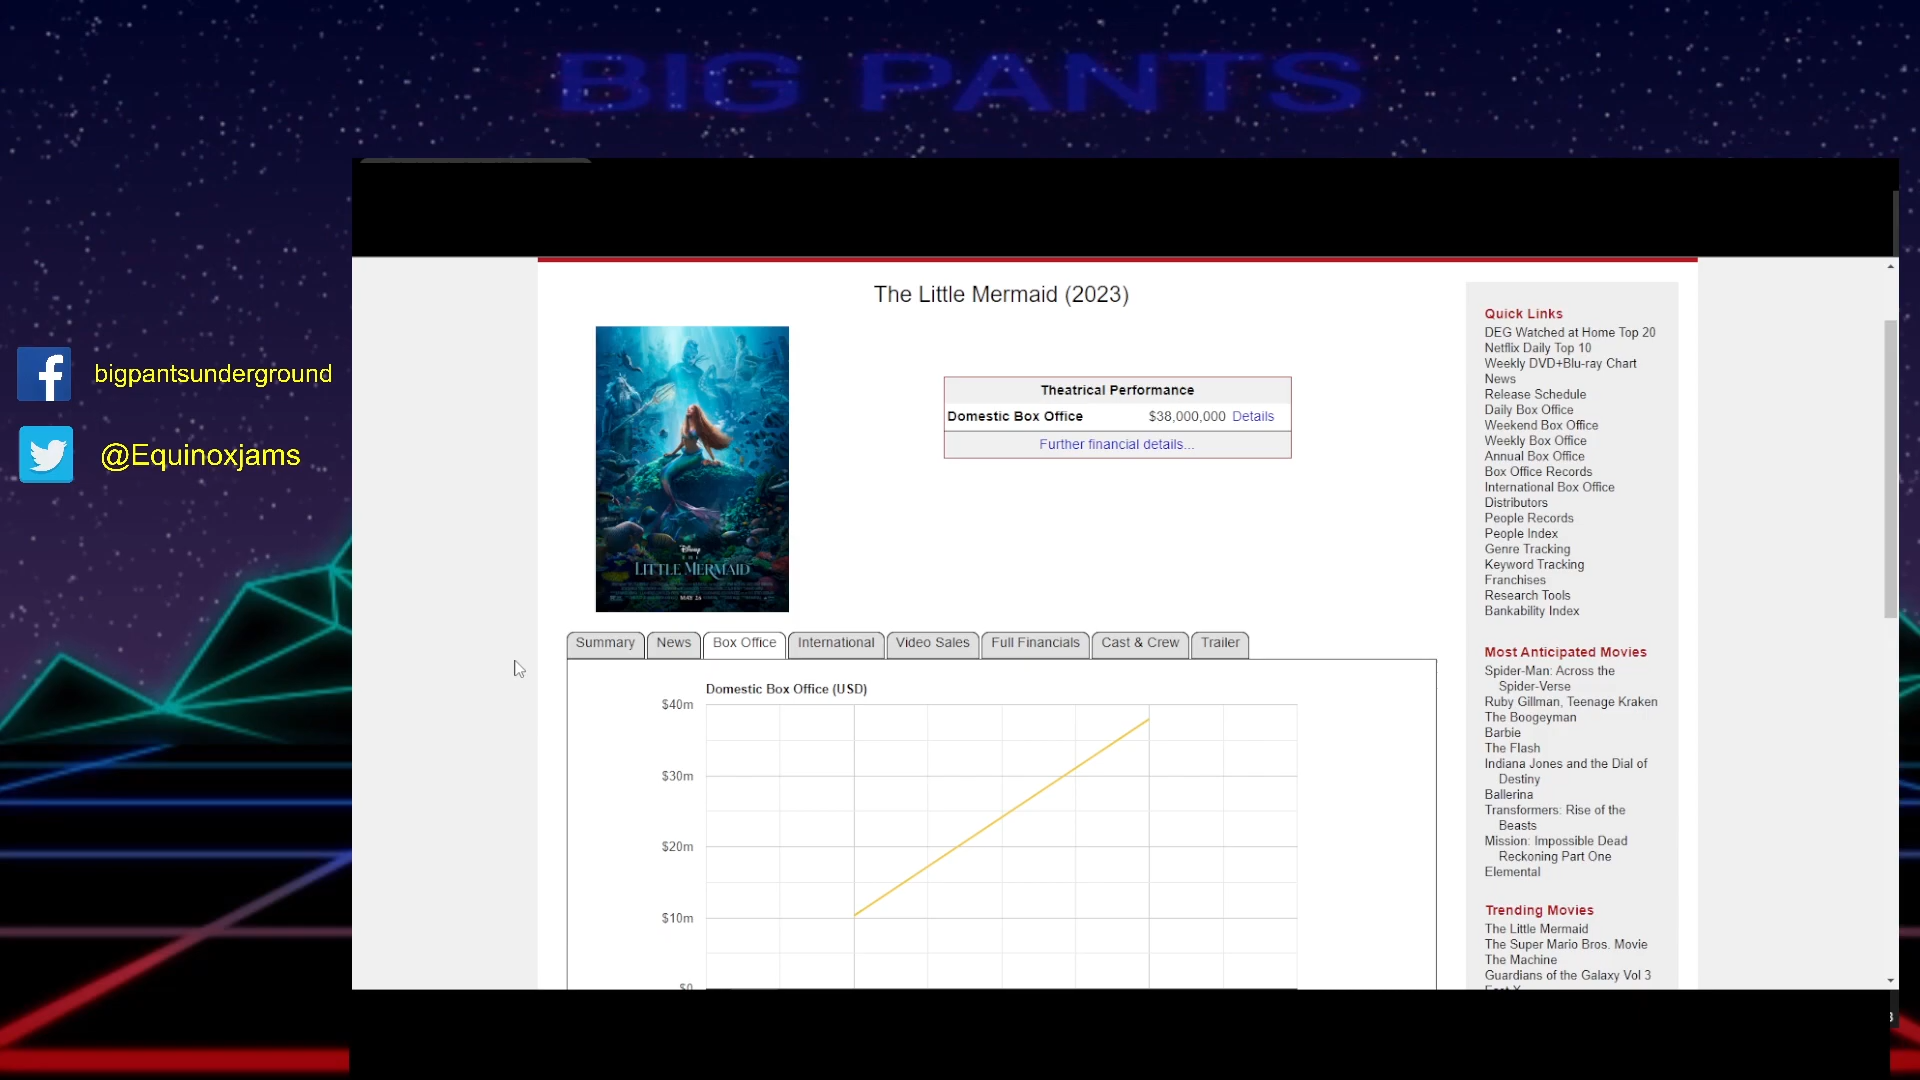 BIG PANTS
bigpantsunderground
@Equinoxjams
The Little Mermaid (2023)
Disney
THE
LITTLE MERMAID
MAY 26
Theatrical Performance
Domestic Box Office $38,000,000 Details
Further financial details...
Summary News Box Office International Video Sales Full Financials Cast & Crew Trailer
Domestic Box Office (USD)
$40m
$30m
$20m
$10m
$0
Quick Links
DEG Watched at Home Top 20
Netflix Daily Top 10
Weekly DVD+Blu-ray Chart
News
Release Schedule
Daily Box Office
Weekend Box Office
Weekly Box Office
Annual Box Office
Box Office Records
International Box Office
Distributors
People Records
People Index
Genre Tracking
Keyword Tracking
Franchises
Research Tools
Bankability Index
Most Anticipated Movies
Spider-Man: Across the
Spider-Verse
Ruby Gillman, Teenage Kraken
The Boogeyman
Barbie
The Flash
Indiana Jones and the Dial of
Destiny
Ballerina
Transformers: Rise of the
Beasts
Mission: Impossible Dead
Reckoning Part One
Elemental
Trending Movies
The Little Mermaid
The Super Mario Bros. Movie
The Machine
Guardians of the Galaxy Vol 3